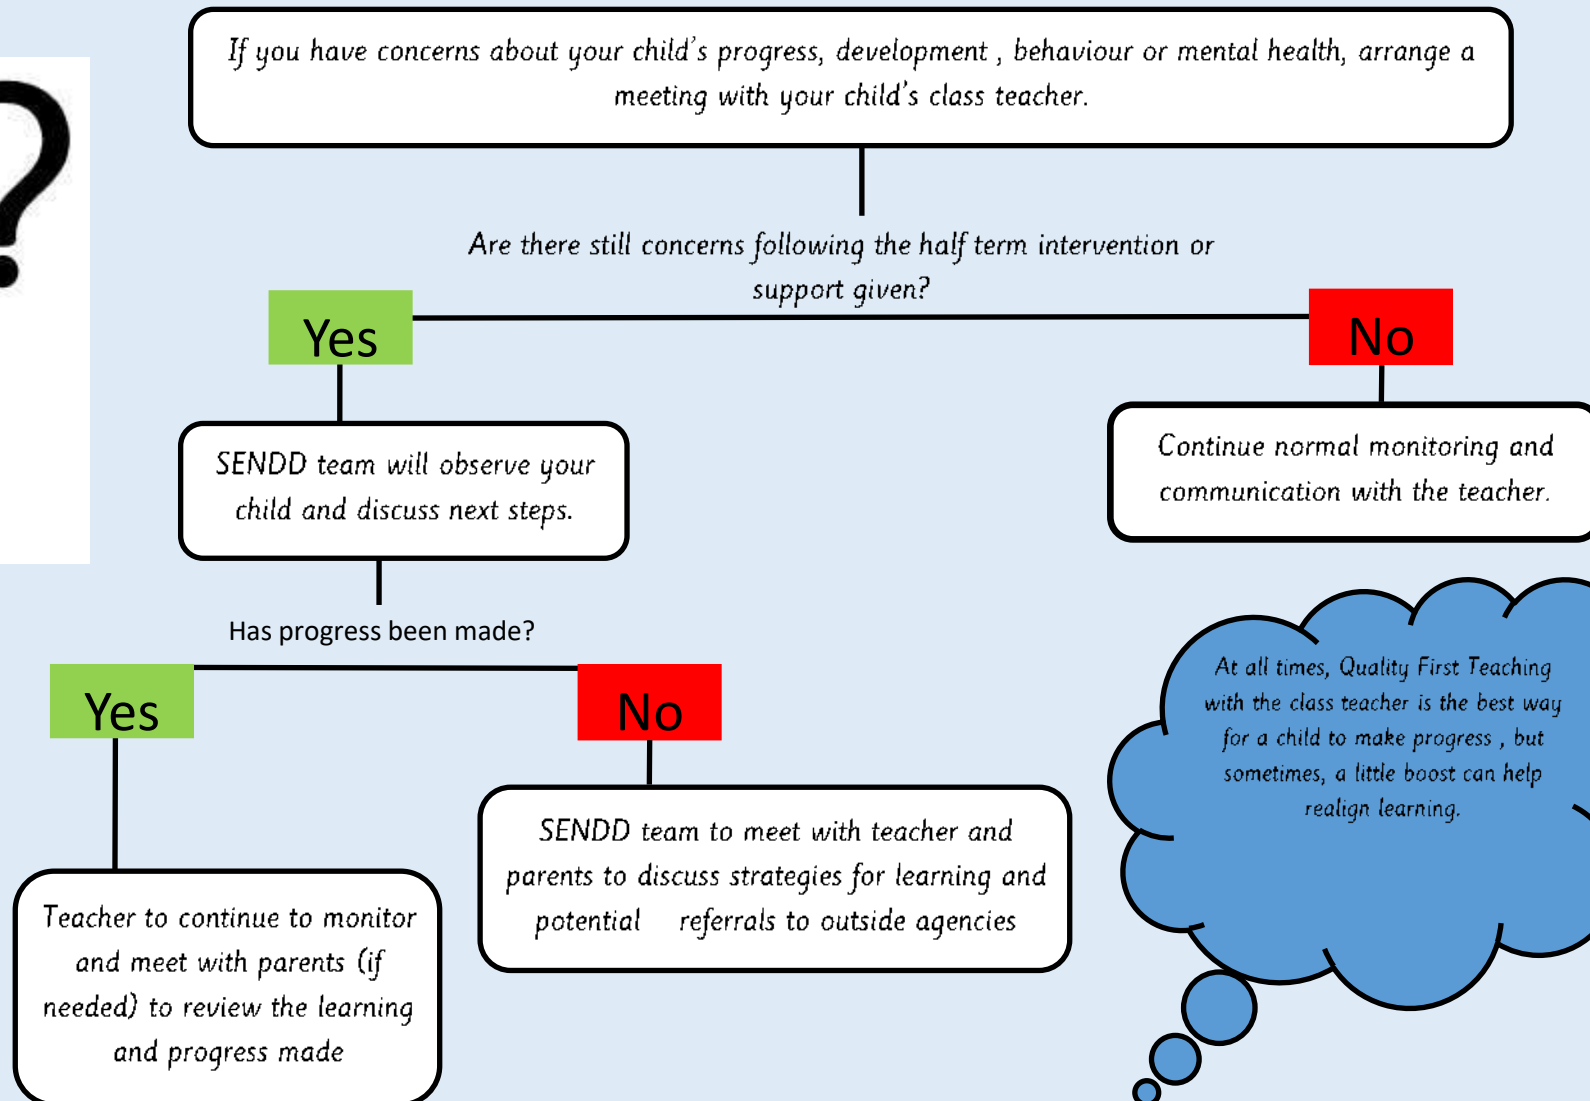 If you have concerns about your child's progress, development , behaviour or mental health, arrange a
meeting with your child's class teacher.
Are there still concerns following the half term intervention or
support given?
Yes
No
SENDD team will observe your
child and discuss next steps.
Continue normal monitoring and
communication with the teacher.
Has progress been made?
Yes
No
Teacher to continue to monitor
and meet with parents (if
needed) to review the learning
and progress made
SENDD team to meet with teacher and
parents to discuss strategies for learning and
potential referrals to outside agencies
At all times, Quality First Teaching
with the class teacher is the best way
for a child to make progress , but
sometimes, a little boost can help
realign learning.
?